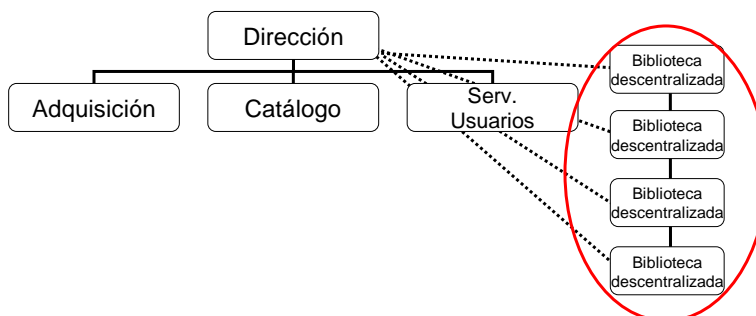 Dirección
Adquisición
Catálogo
Serv.
Usuarios
Biblioteca
descentralizada
Biblioteca
descentralizada
Biblioteca
descentralizada
Biblioteca
descentralizada